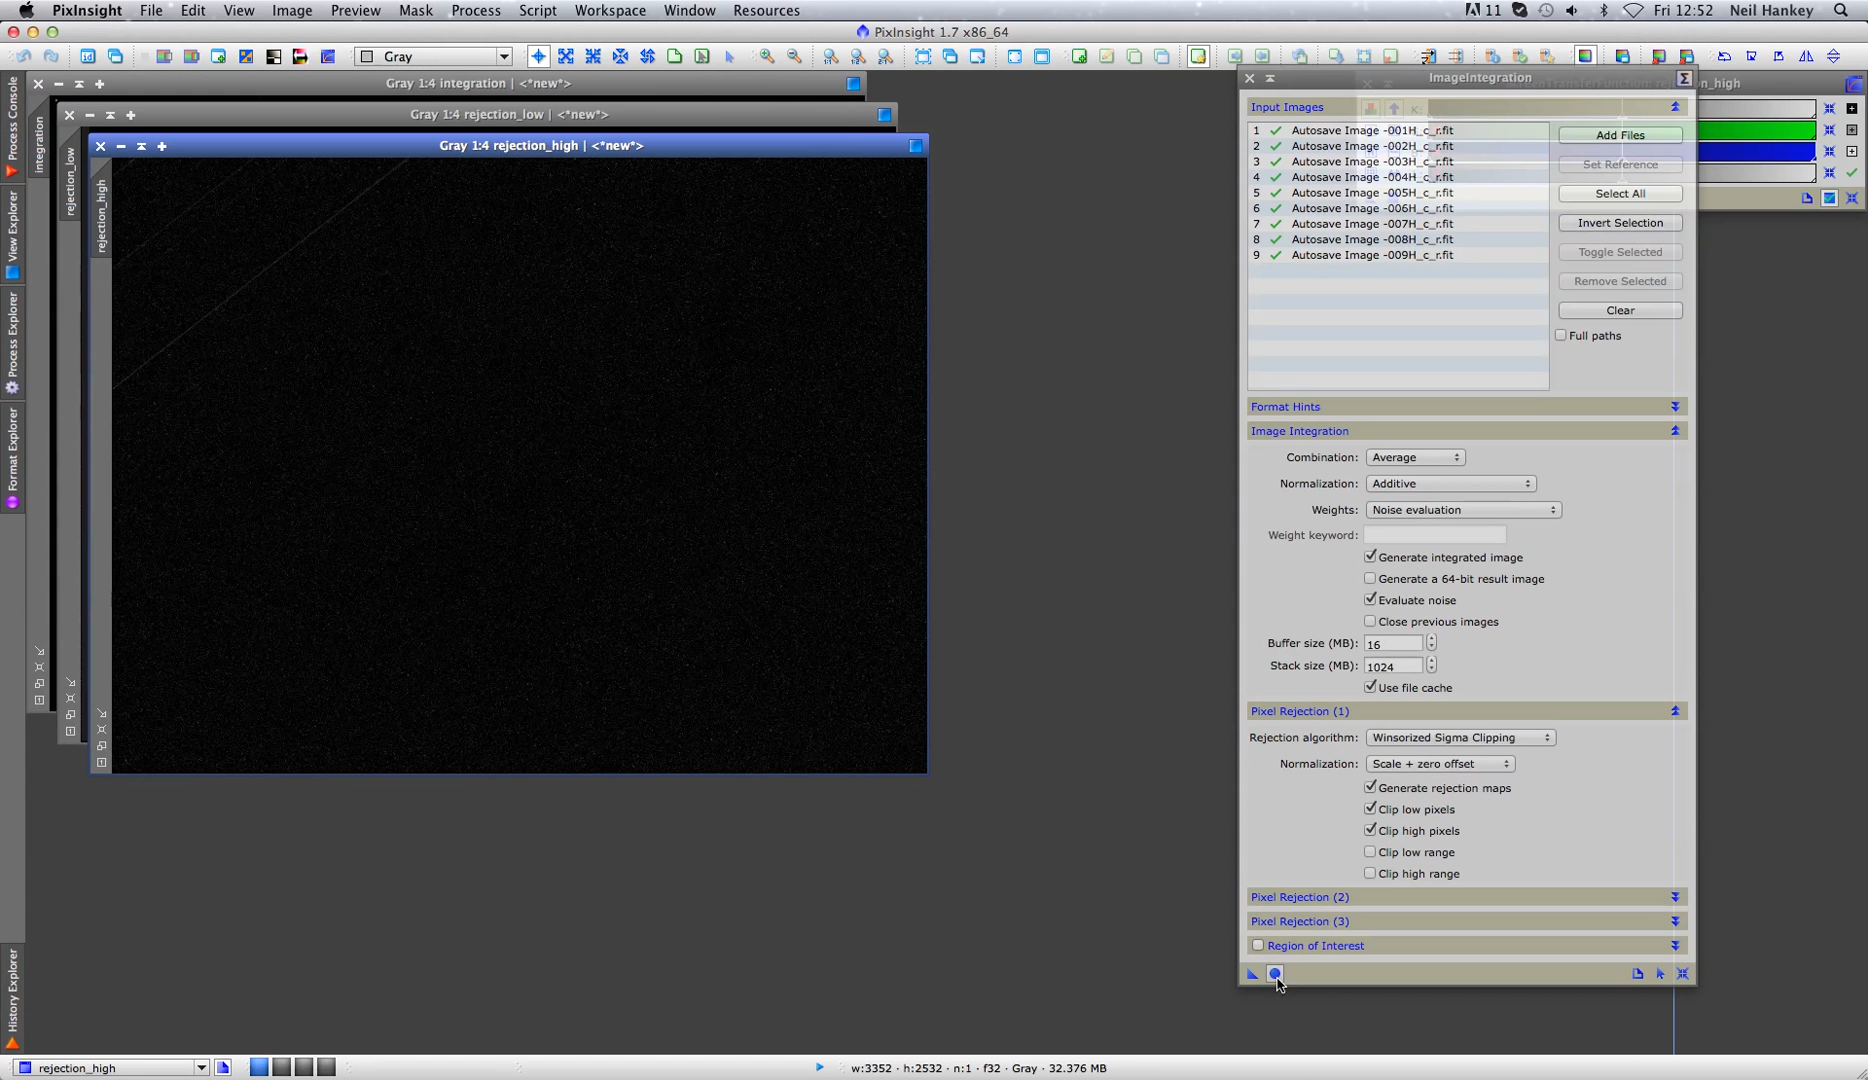 PixInsight File Edit View Image Preview Mask Process Script Workspace Window Resources
11 Fri 12:52 Neil Hankey
PixInsight 1.7 x86_64
Gray
Gray 1:4 integration | <*new*>
Gray 1:4 rejection_low | <*new*>
Gray 1:4 rejection_high | <*new*>
integration
rejection_low
rejection_high
Process Console
View Explorer
Process Explorer
Format Explorer
History Explorer
ImageIntegration
ScreenTransferFunction: rejection_high
Input Images
1 Autosave Image -001H_c_r.fit
2 Autosave Image -002H_c_r.fit
3 Autosave Image -003H_c_r.fit
4 Autosave Image -004H_c_r.fit
5 Autosave Image -005H_c_r.fit
6 Autosave Image -006H_c_r.fit
7 Autosave Image -007H_c_r.fit
8 Autosave Image -008H_c_r.fit
9 Autosave Image -009H_c_r.fit
Add Files
Set Reference
Select All
Invert Selection
Toggle Selected
Remove Selected
Clear
Full paths
Format Hints
Image Integration
Combination: Average
Normalization: Additive
Weights: Noise evaluation
Weight keyword:
Generate integrated image
Generate a 64-bit result image
Evaluate noise
Close previous images
Buffer size (MB): 16
Stack size (MB): 1024
Use file cache
Pixel Rejection (1)
Rejection algorithm: Winsorized Sigma Clipping
Normalization: Scale + zero offset
Generate rejection maps
Clip low pixels
Clip high pixels
Clip low range
Clip high range
Pixel Rejection (2)
Pixel Rejection (3)
Region of Interest
rejection_high
w:3352 · h:2532 · n:1 · f32 · Gray · 32.376 MB